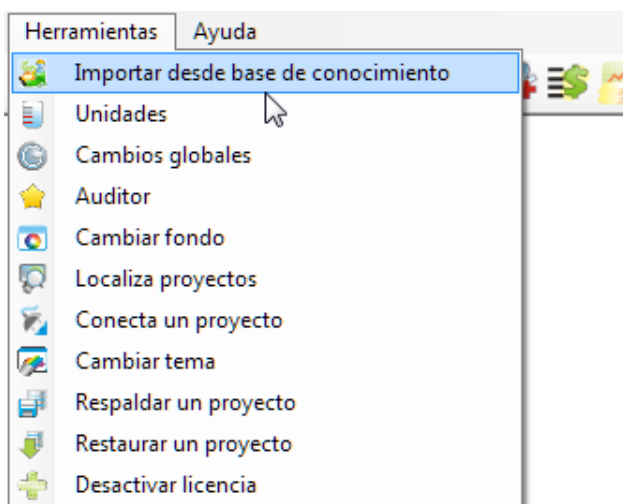 Herramientas Ayuda
Importar desde base de conocimiento
Unidades
Cambios globales
Auditor
Cambiar fondo
Localiza proyectos
Conecta un proyecto
Cambiar tema
Respaldar un proyecto
Restaurar un proyecto
Desactivar licencia